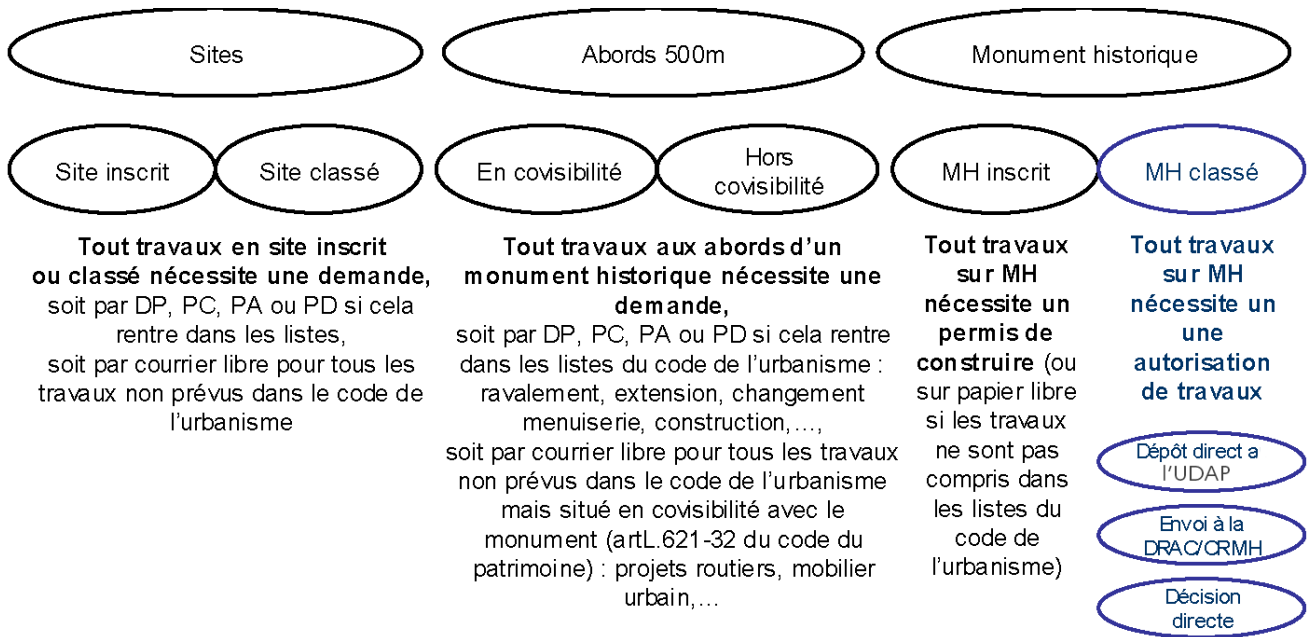 Sites
Abords 500m
Monument historique
Site inscrit
Site classé
En covisibilité
Hors
covisibilité
MH inscrit
MH classé
Tout travaux en site inscrit
ou classé nécessite une demande,
soit par DP, PC, PA ou PD si cela
rentre dans les listes,
soit par courrier libre pour tous les
travaux non prévus dans le code de
l'urbanisme
Tout travaux aux abords d'un
monument historique nécessite une
demande,
soit par DP, PC, PA ou PD si cela rentre
dans les listes du code de l'urbanisme :
ravalement, extension, changement
menuiserie, construction,...,
soit par courrier libre pour tous les travaux
non prévus dans le code de l'urbanisme
mais situé en covisibilité avec le
monument (artL.621-32 du code du
patrimoine) : projets routiers, mobilier
urbain,...
Tout travaux
sur MH
nécessite un
permis de
construire (ou
sur papier libre
si les travaux
ne sont pas
compris dans
les listes du
code de
l'urbanisme)
Tout travaux
sur MH
nécessite un
une
autorisation
de travaux
Dépôt direct a
l'UDAP
Envoi à la
DRAC/CRMH
Décision
directe